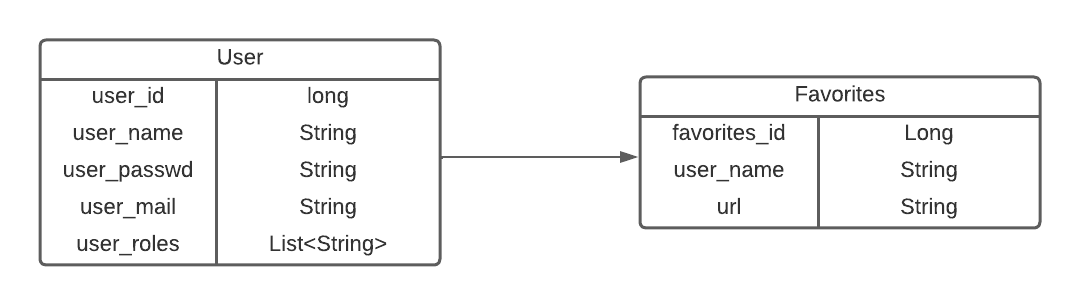 User
user_id long
user_name String
user_passwd String
user_mail String
user_roles List<String>
Favorites
favorites_id Long
user_name String
url String